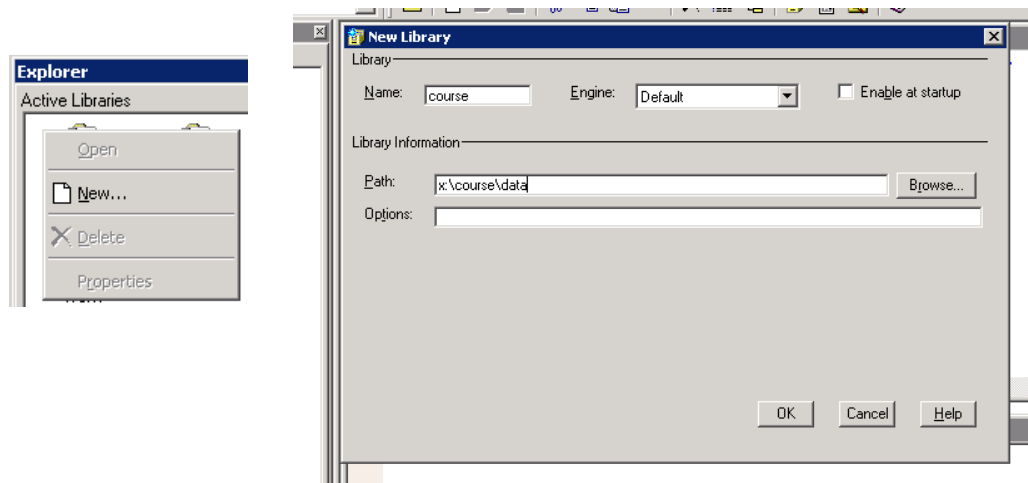 Explorer
Active Libraries
Open
New...
Delete
Properties
New Library
Library
Name: course Engine: Default Enable at startup
Library Information
Path: x:\course\data Browse...
Options:
OK Cancel Help